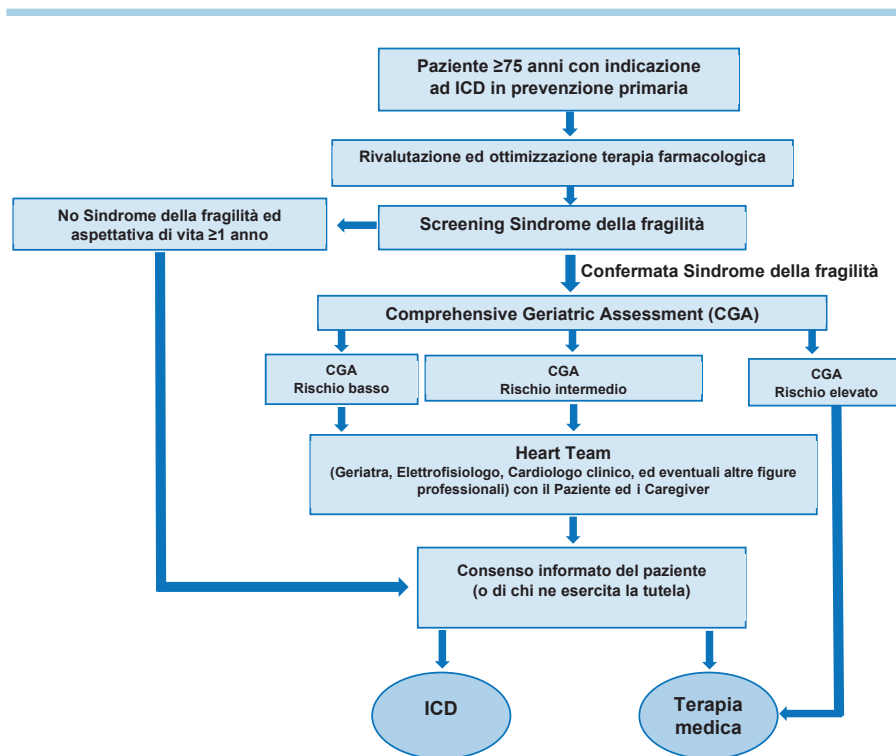 Paziente ≥75 anni con indicazione
ad ICD in prevenzione primaria
Rivalutazione ed ottimizzazione terapia farmacologica
No Sindrome della fragilità ed
aspettativa di vita ≥1 anno
Screening Sindrome della fragilità
Confermata Sindrome della fragilità
Comprehensive Geriatric Assessment (CGA)
CGA
Rischio basso
CGA
Rischio intermedio
CGA
Rischio elevato
Heart Team
(Geriatra, Elettrofisiologo, Cardiologo clinico, ed eventuali altre figure
professionali) con il Paziente ed i Caregiver
Consenso informato del paziente
(o di chi ne esercita la tutela)
ICD
Terapia
medica